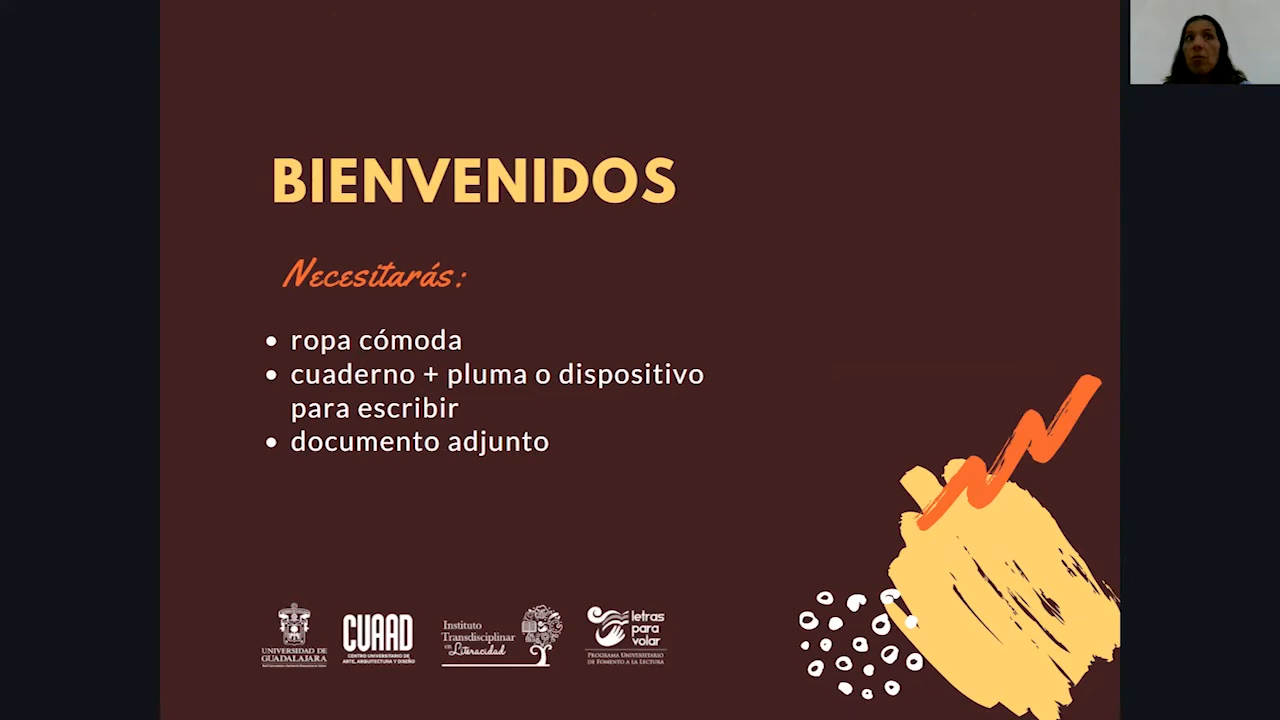 BIENVENIDOS
Necesitarás:
• ropa cómoda
• cuaderno + pluma o dispositivo
para escribir
• documento adjunto
UNIVERSIDAD DE
GUADALAJARA
CUAAD
CENTRO UNIVERSITARIO DE
ARTE, ARQUITECTURA Y DISEÑO
Instituto
Transdisciplinar
en Literacidad
letras
para
volar
PROGRAMA UNIVERSITARIO
DE FOMENTO A LA LECTURA